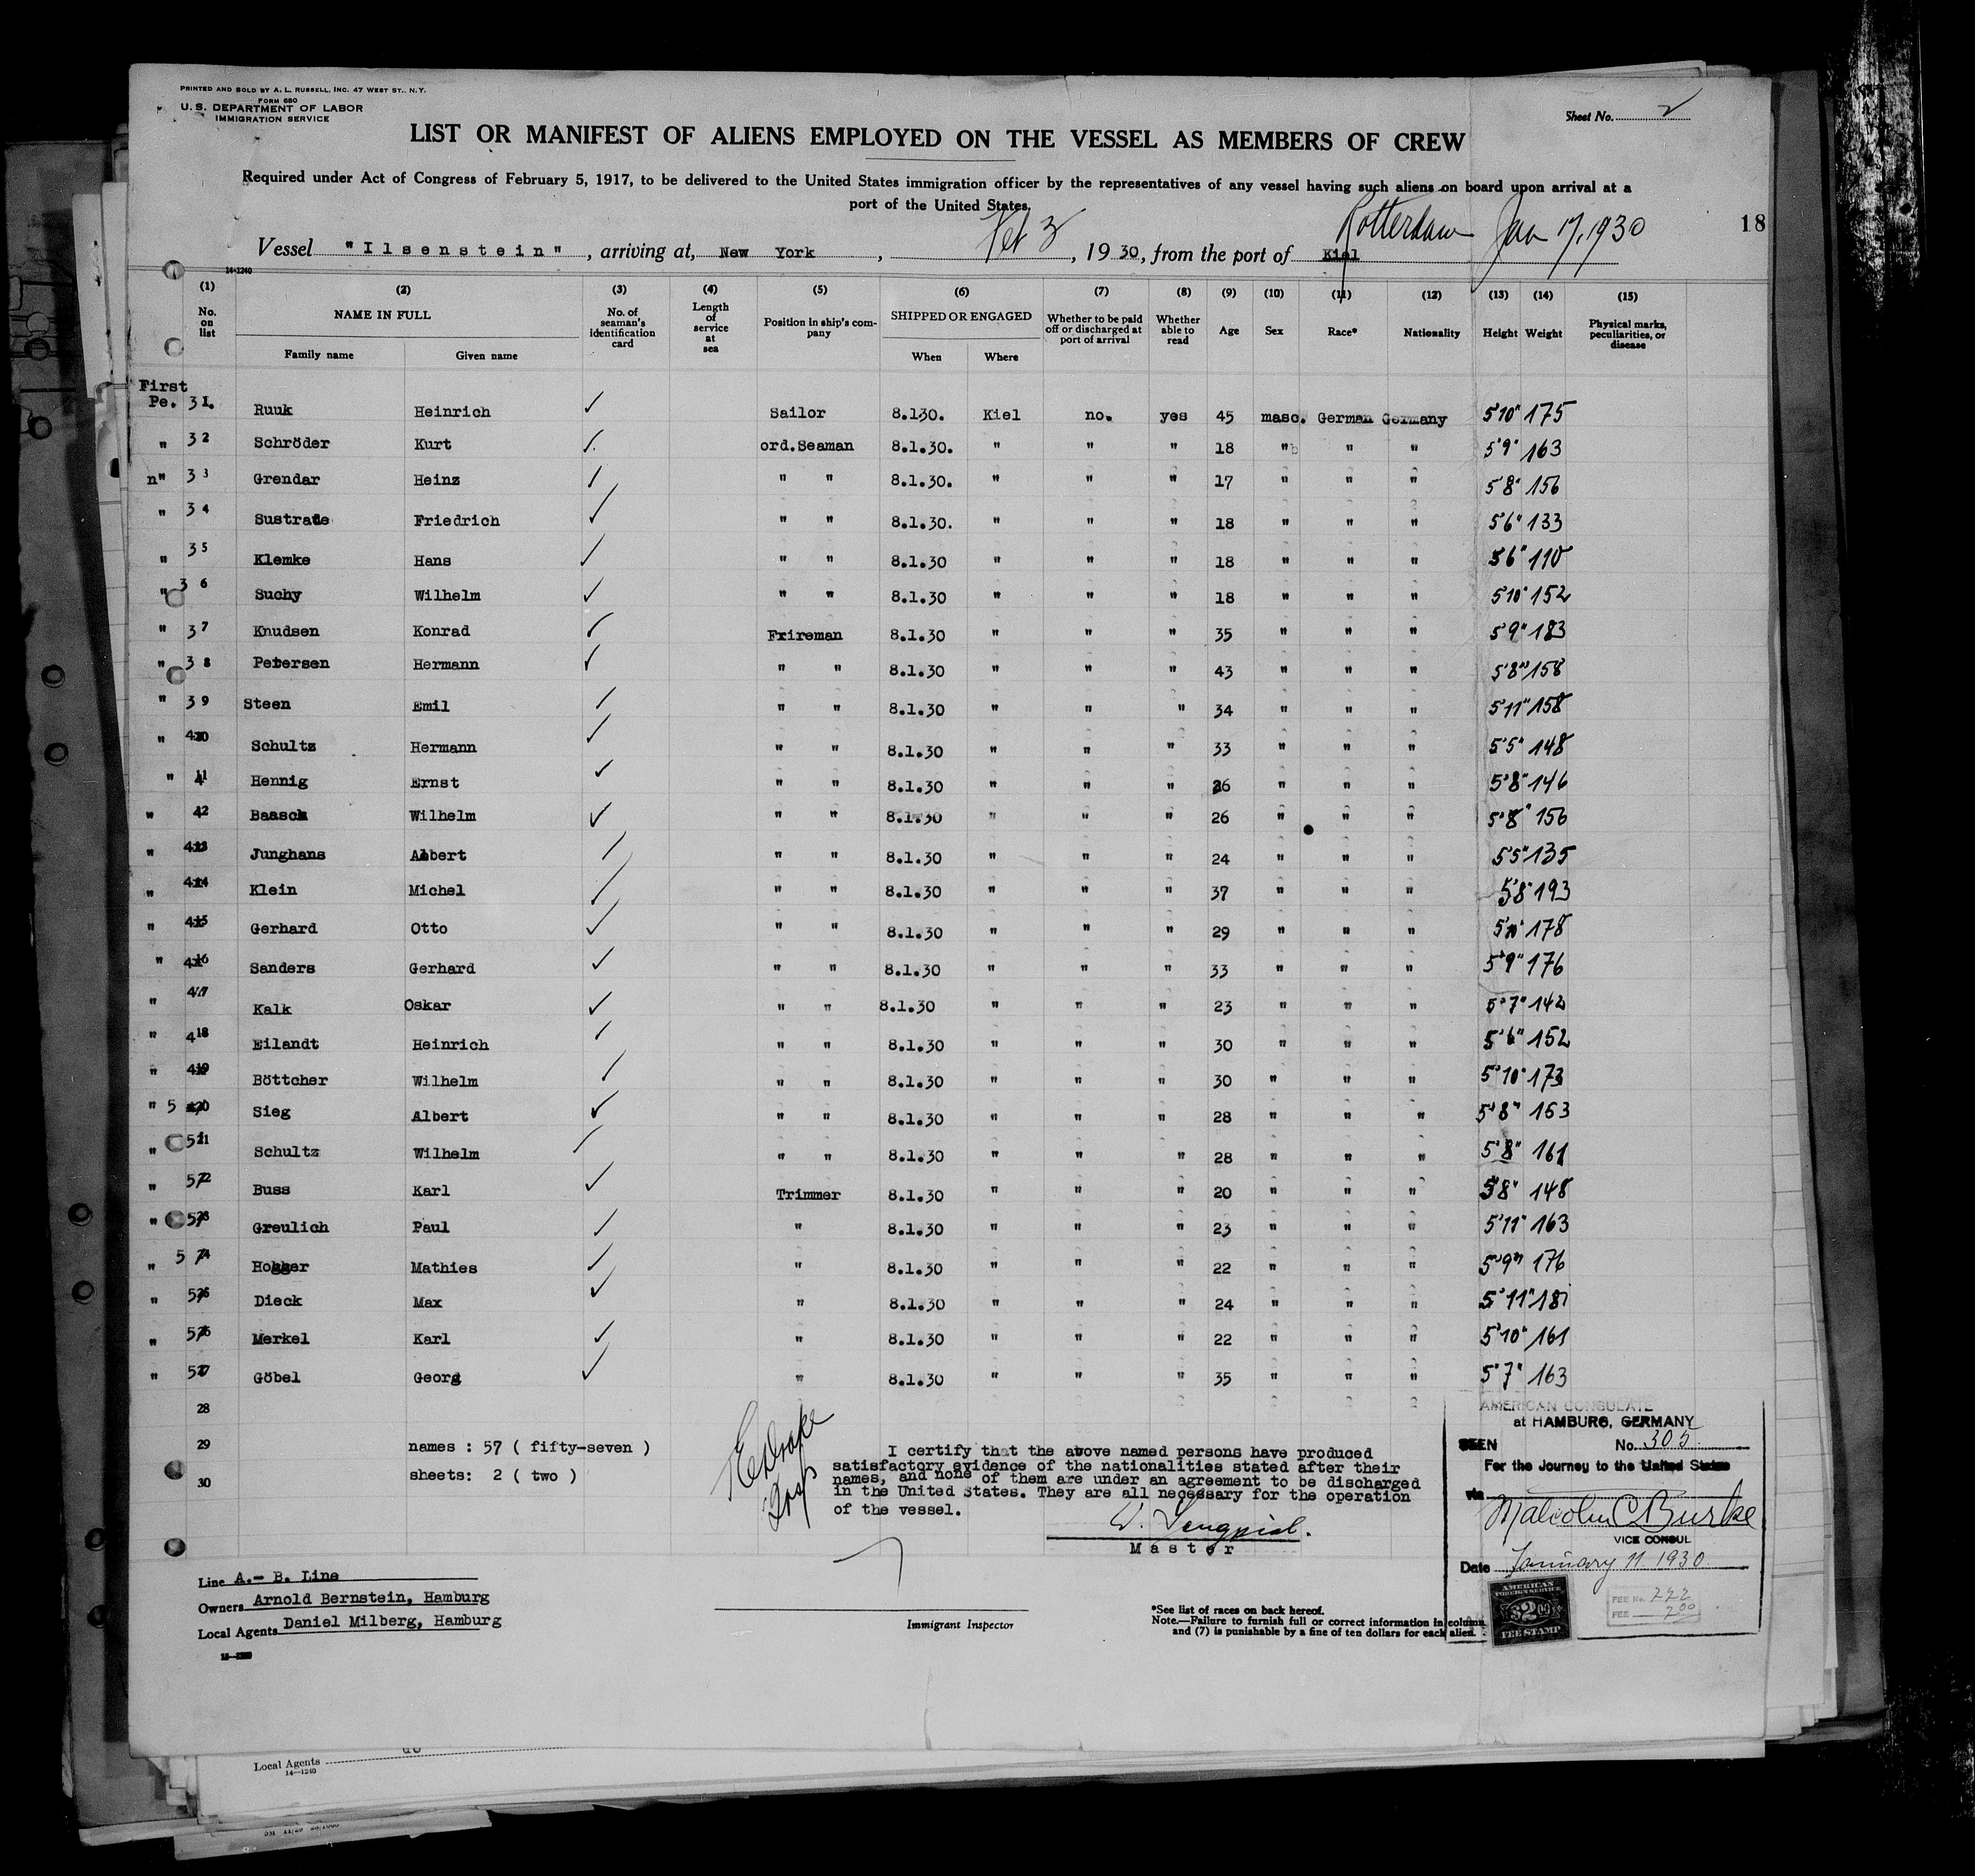 PRINTED AND SOLD BY A. L. RUSSELL, INC. 47 WEST ST., N.Y.
FORM 680
U. S. DEPARTMENT OF LABOR
IMMIGRATION SERVICE
Sheet No. 2
LIST OR MANIFEST OF ALIENS EMPLOYED ON THE VESSEL AS MEMBERS OF CREW
Required under Act of Congress of February 5, 1917, to be delivered to the United States immigration officer by the representatives of any vessel having such aliens on board upon arrival at a
port of the United States.
18
Vessel "Ilsenstein", arriving at, New York, Feb 3, 1930, from the port of Kiel Rotterdam Jan 17, 1930
14-1240
(1) (2) (3) (4) (5) (6) (7) (8) (9) (10) (11) (12) (13) (14) (15)
No. on list NAME IN FULL No. of seaman's identification card Length of service at sea Position in ship's company SHIPPED OR ENGAGED Whether to be paid off or discharged at port of arrival Whether able to read Age Sex Race* Nationality Height Weight Physical marks, peculiarities, or disease
Family name Given name When Where
First
Pe. 31. Ruuk Heinrich ✓ Sailor 8.130. Kiel no. yes 45 masc. German Germany 5'10" 175
" 32 Schröder Kurt ✓ ord.Seaman 8.1.30. " " " 18 " " " 5'9" 163
n" 33 Grendar Heinz ✓ " " 8.1.30. " " " 17 " " " 5'8" 156
" 34 Sustrate Friedrich ✓ " " 8.1.30. " " " 18 " " " 5'6" 133
" 35 Klemke Hans ✓ " " 8.1.30 " " " 18 " " " 5'6" 110
" 36 Suchy Wilhelm ✓ " " 8.1.30 " " " 18 " " " 5'10" 152
" 37 Knudsen Konrad ✓ Frireman 8.1.30 " " " 35 " " " 5'9" 183
" 38 Petersen Hermann ✓ " " 8.1.30 " " " 43 " " " 5'8" 158
" 39 Steen Emil ✓ " " 8.1.30 " " " 34 " " " 5'11" 158
" 40 Schultz Hermann ✓ " " 8.1.30 " " " 33 " " " 5'5" 148
" 41 Hennig Ernst ✓ " " 8.1.30 " " " 26 " " " 5'8" 146
" 42 Baasch Wilhelm ✓ " " 8.1.30 " " " 26 " " " 5'8" 156
" 43 Junghans Albert ✓ " " 8.1.30 " " " 24 " " " 5'5" 135
" 44 Klein Michel ✓ " " 8.1.30 " " " 37 " " " 5'8" 193
" 45 Gerhard Otto ✓ " " 8.1.30 " " " 29 " " " 178
" 46 Sanders Gerhard ✓ " " 8.1.30 " " " 33 " " " 5'9" 176
" 47 Kalk Oskar ✓ " " 8.1.30 " " " 23 " " " 5'7" 142
" 48 Eilandt Heinrich ✓ " " 8.1.30 " " " 30 " " " 5'6" 152
" 49 Böttcher Wilhelm ✓ " " 8.1.30 " " " 30 " " " 5'10" 173
" 50 Sieg Albert ✓ " " 8.1.30 " " " 28 " " " 5'8" 163
" 51 Schultz Wilhelm ✓ " " 8.1.30 " " " 28 " " " 5'8" 161
" 52 Buss Karl ✓ Trimmer 8.1.30 " " " 20 " " " 5'8" 148
" 53 Greulich Paul ✓ " 8.1.30 " " " 23 " " " 5'11" 163
" 54 Mathies ✓ " 8.1.30 " " " 22 " " " 5'9" 176
" 55 Dieck Max ✓ " 8.1.30 " " " 24 " " " 5'11" 181
" 56 Merkel Karl ✓ " 8.1.30 " " " 22 " " " 5'10" 161
" 57 Göbel Georg ✓ " 8.1.30 " " " 35 " " " 5'7" 163
28
29 names : 57 ( fifty-seven )
30 sheets: 2 ( two )
I certify that the above named persons have produced
satisfactory evidence of the nationalities stated after their
names, and none of them are under an agreement to be discharged
in the United States. They are all necessary for the operation
of the vessel.
Master
AMERICAN CONSULATE
at HAMBURG, GERMANY
SEEN No. 305
For the Journey to the United States
via
Malcolm C. Burke
VICE CONSUL
Date January 11. 1930
AMERICAN
FOREIGN SERVICE
$2.00
FEE STAMP
FEE No. 222
FEE 2.00
Line A.- B. Line
Owners Arnold Bernstein, Hamburg
Local Agents Daniel Milberg, Hamburg
Immigrant Inspector
*See list of races on back hereof.
Note.—Failure to furnish full or correct information in column
and (7) is punishable by a fine of ten dollars for each alien.
Local Agents
14—1240